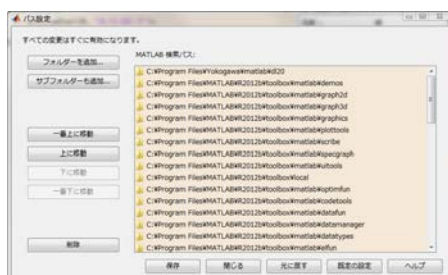 パス設定
すべての変更はすぐに有効になります。
フォルダーを追加...
サブフォルダーも追加...
一番上に移動
上に移動
下に移動
一番下に移動
削除
MATLAB 検索パス:
C:¥Program Files¥Yokogawa¥matlab¥dl20
C:¥Program Files¥MATLAB¥R2012b¥toolbox¥matlab¥demos
C:¥Program Files¥MATLAB¥R2012b¥toolbox¥matlab¥graph2d
C:¥Program Files¥MATLAB¥R2012b¥toolbox¥matlab¥graph3d
C:¥Program Files¥MATLAB¥R2012b¥toolbox¥matlab¥graphics
C:¥Program Files¥MATLAB¥R2012b¥toolbox¥matlab¥plottools
C:¥Program Files¥MATLAB¥R2012b¥toolbox¥matlab¥scribe
C:¥Program Files¥MATLAB¥R2012b¥toolbox¥matlab¥specgraph
C:¥Program Files¥MATLAB¥R2012b¥toolbox¥matlab¥uitools
C:¥Program Files¥MATLAB¥R2012b¥toolbox¥local
C:¥Program Files¥MATLAB¥R2012b¥toolbox¥matlab¥optimfun
C:¥Program Files¥MATLAB¥R2012b¥toolbox¥matlab¥codetools
C:¥Program Files¥MATLAB¥R2012b¥toolbox¥matlab¥datafun
C:¥Program Files¥MATLAB¥R2012b¥toolbox¥matlab¥datamanager
C:¥Program Files¥MATLAB¥R2012b¥toolbox¥matlab¥datatypes
C:¥Program Files¥MATLAB¥R2012b¥toolbox¥matlab¥elfun
保存
閉じる
元に戻す
既定の設定
ヘルプ